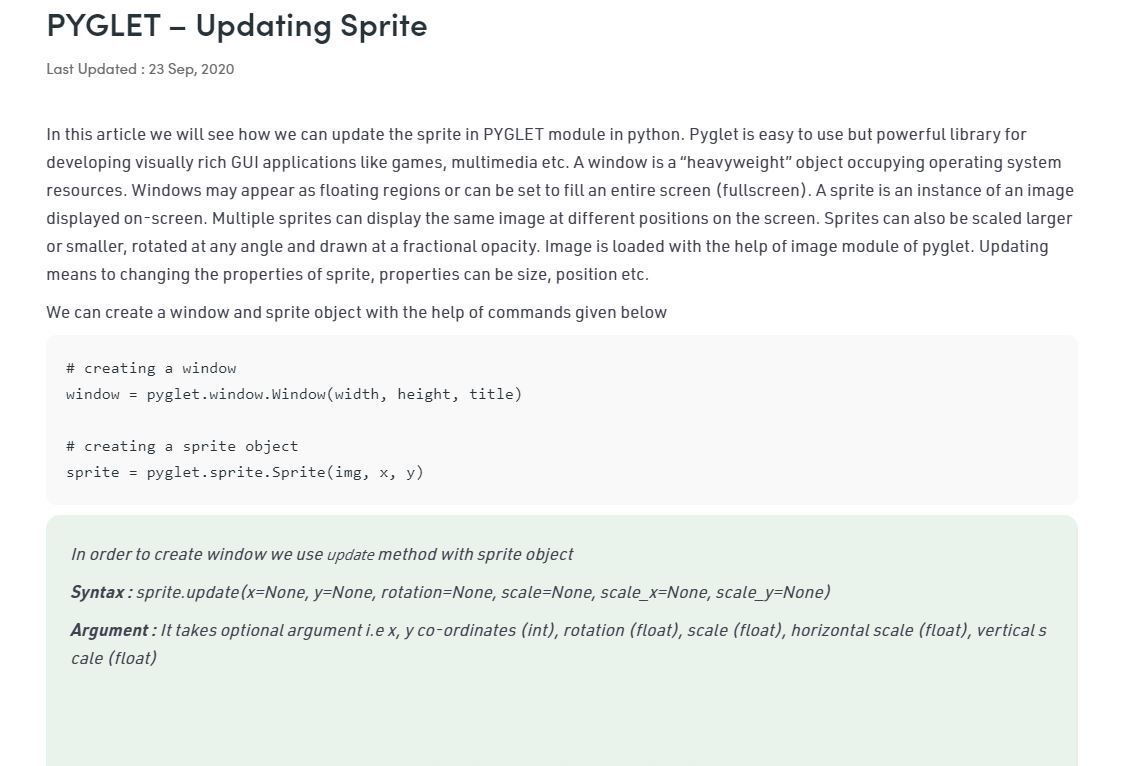 PYGLET – Updating Sprite
Last Updated : 23 Sep, 2020
In this article we will see how we can update the sprite in PYGLET module in python. Pyglet is easy to use but powerful library for
developing visually rich GUI applications like games, multimedia etc. A window is a “heavyweight” object occupying operating system
resources. Windows may appear as floating regions or can be set to fill an entire screen (fullscreen). A sprite is an instance of an image
displayed on-screen. Multiple sprites can display the same image at different positions on the screen. Sprites can also be scaled larger
or smaller, rotated at any angle and drawn at a fractional opacity. Image is loaded with the help of image module of pyglet. Updating
means to changing the properties of sprite, properties can be size, position etc.
We can create a window and sprite object with the help of commands given below
# creating a window
window = pyglet.window.Window(width, height, title)
# creating a sprite object
sprite = pyglet.sprite.Sprite(img, x, y)
In order to create window we use update method with sprite object
Syntax : sprite.update(x=None, y=None, rotation=None, scale=None, scale_x=None, scale_y=None)
Argument : It takes optional argument i.e x, y co-ordinates (int), rotation (float), scale (float), horizontal scale (float), vertical s
cale (float)